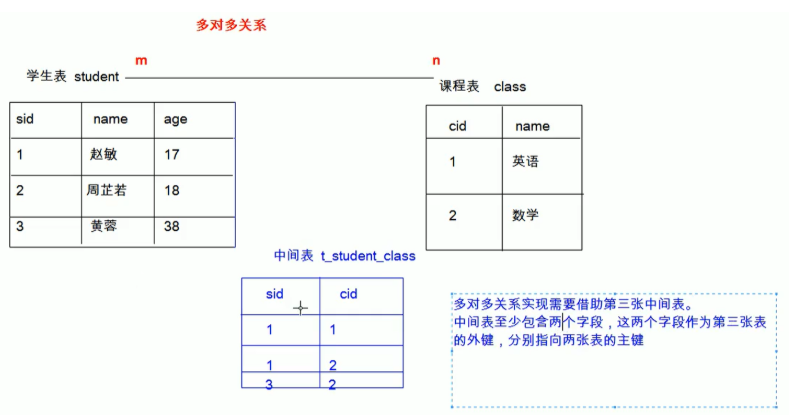 多对多关系
m
n
学生表 student
课程表 class
sid name age
1 赵敏 17
2 周芷若 18
3 黄蓉 38
cid name
1 英语
2 数学
中间表 t_student_class
sid cid
1 1
1 2
3 2
多对多关系实现需要借助第三张中间表。
中间表至少包含两个字段，这两个字段作为第三张表
的外键，分别指向两张表的主键